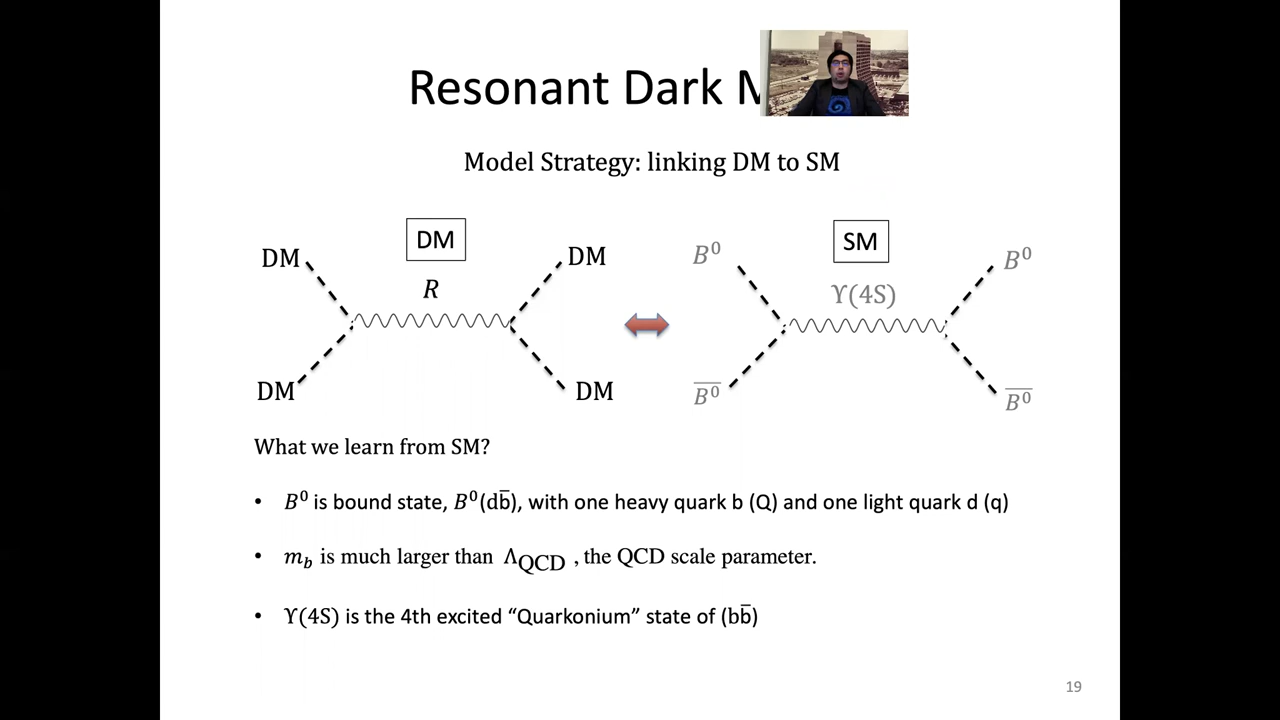 Resonant Dark
Model Strategy: linking DM to SM
DM
SM
DM
DM
R
DM
DM
B⁰
B⁰
ϒ(4S)
B̅⁰
B̅⁰
What we learn from SM?
• B⁰ is bound state, B⁰(db̄), with one heavy quark b (Q) and one light quark d (q)
• m_b is much larger than Λ_QCD , the QCD scale parameter.
• ϒ(4S) is the 4th excited “Quarkonium” state of (bb̄)
19